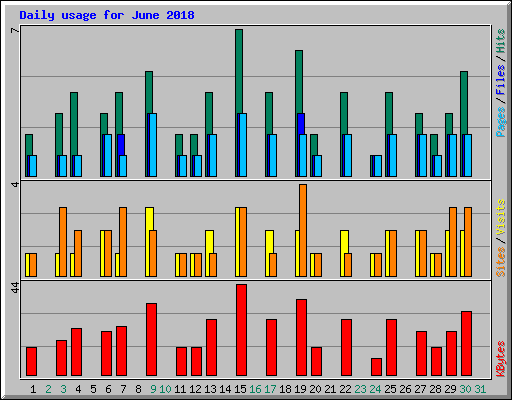 Daily usage for June 2018
7
Pages / Files / Hits
4
Sites / Visits
44
KBytes
1 2 3 4 5 6 7 8 9 10 11 12 13 14 15 16 17 18 19 20 21 22 23 24 25 26 27 28 29 30 31